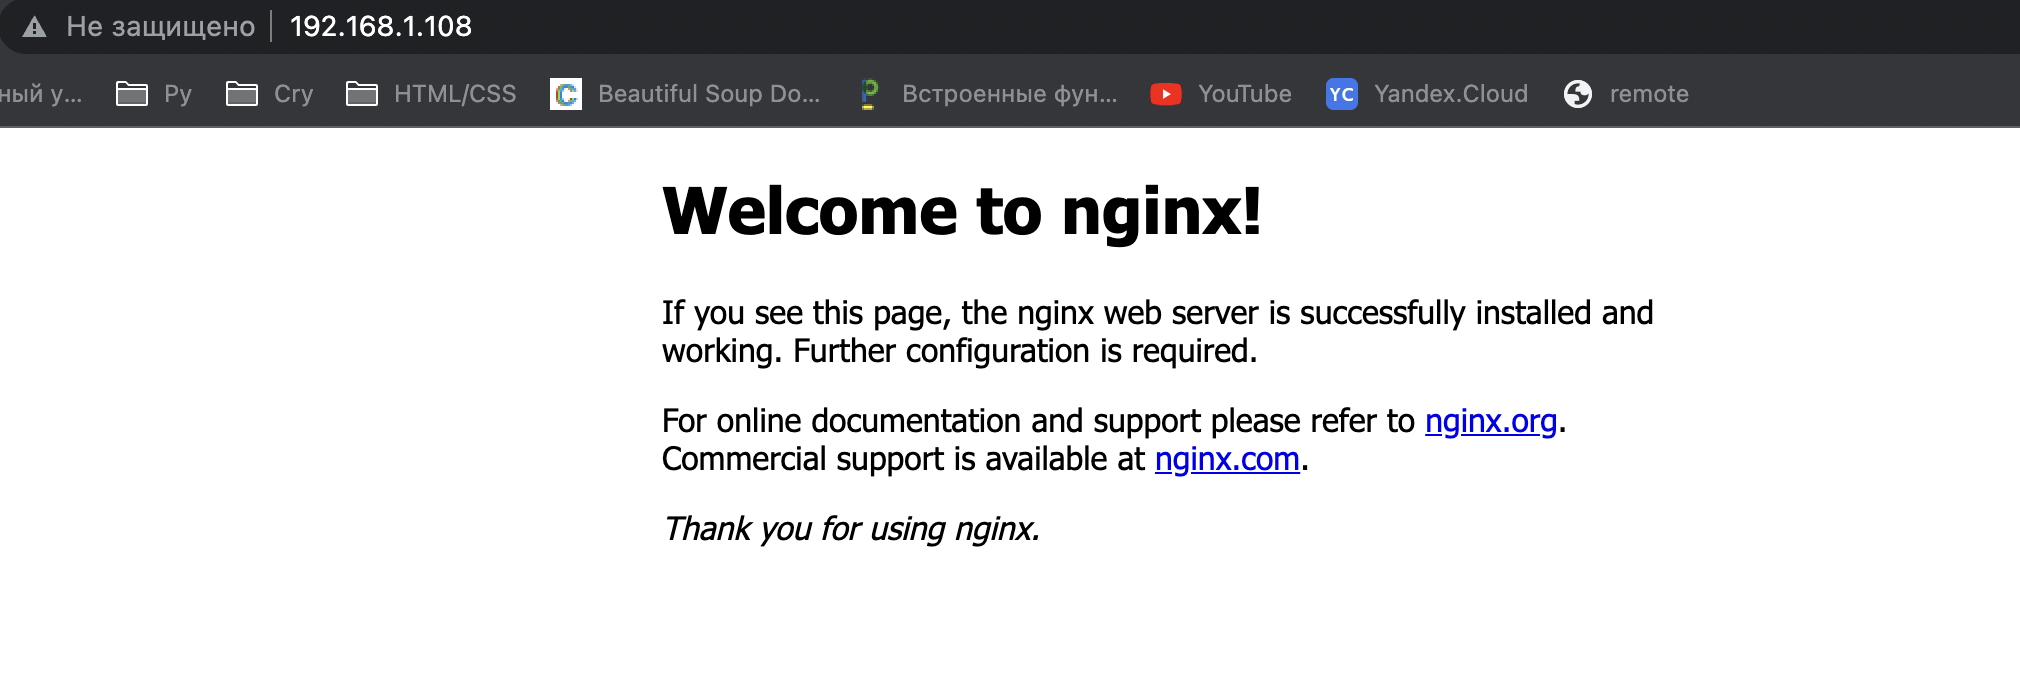 Не защищено 192.168.1.108
ный у... Py Cry HTML/CSS C Beautiful Soup Do... P Встроенные фун... YouTube YC Yandex.Cloud remote
Welcome to nginx!
If you see this page, the nginx web server is successfully installed and
working. Further configuration is required.
For online documentation and support please refer to nginx.org.
Commercial support is available at nginx.com.
Thank you for using nginx.